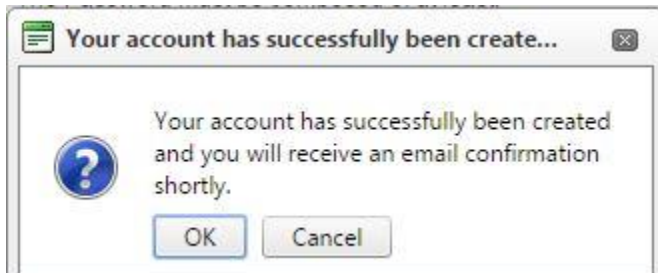 Your account has successfully been create...
Your account has successfully been created
and you will receive an email confirmation
shortly.
OK
Cancel